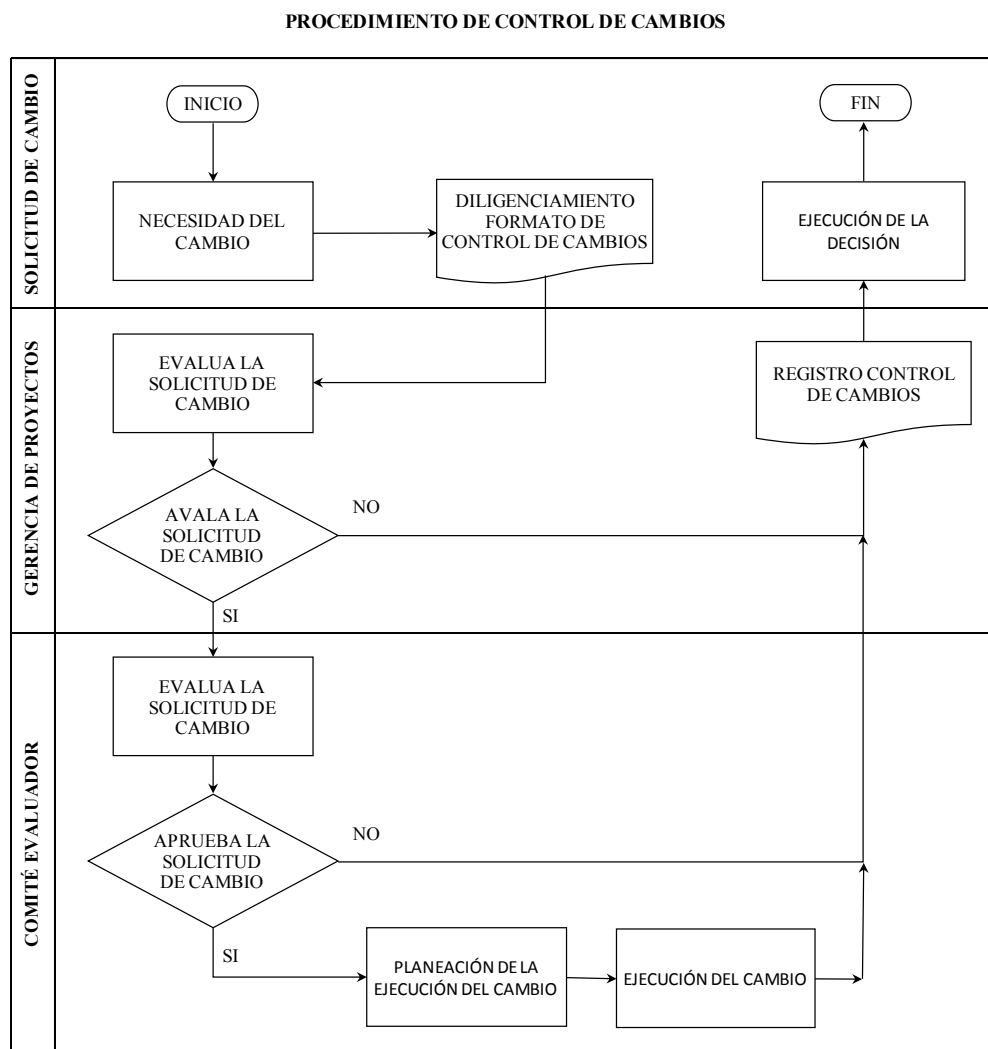 PROCEDIMIENTO DE CONTROL DE CAMBIOS
SOLICITUD DE CAMBIO
INICIO
FIN
NECESIDAD DEL
CAMBIO
DILIGENCIAMIENTO
FORMATO DE
CONTROL DE CAMBIOS
EJECUCIÓN DE LA
DECISIÓN
GERENCIA DE PROYECTOS
EVALUA LA
SOLICITUD DE
CAMBIO
REGISTRO CONTROL
DE CAMBIOS
AVALA LA
SOLICITUD
DE CAMBIO
NO
SI
COMITÉ EVALUADOR
EVALUA LA
SOLICITUD DE
CAMBIO
APRUEBA LA
SOLICITUD
DE CAMBIO
NO
SI
PLANEACIÓN DE LA
EJECUCIÓN DEL CAMBIO
EJECUCIÓN DEL CAMBIO